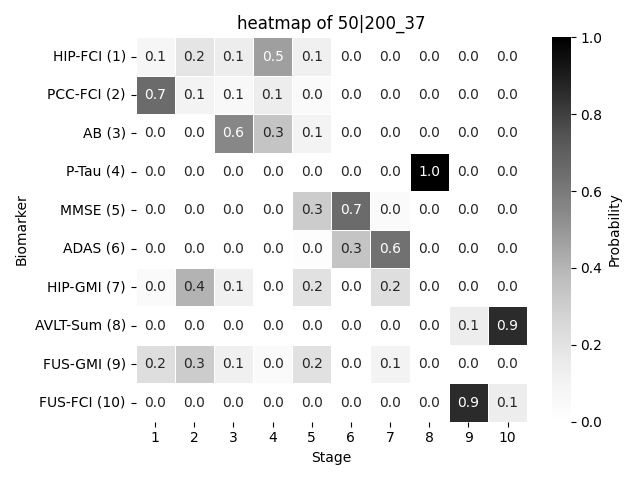 heatmap of 50|200_37
Biomarker
HIP-FCI (1) 0.1 0.2 0.1 0.5 0.1 0.0 0.0 0.0 0.0 0.0
PCC-FCI (2) 0.7 0.1 0.1 0.1 0.0 0.0 0.0 0.0 0.0 0.0
AB (3) 0.0 0.0 0.6 0.3 0.1 0.0 0.0 0.0 0.0 0.0
P-Tau (4) 0.0 0.0 0.0 0.0 0.0 0.0 0.0 1.0 0.0 0.0
MMSE (5) 0.0 0.0 0.0 0.0 0.3 0.7 0.0 0.0 0.0 0.0
ADAS (6) 0.0 0.0 0.0 0.0 0.0 0.3 0.6 0.0 0.0 0.0
HIP-GMI (7) 0.0 0.4 0.1 0.0 0.2 0.0 0.2 0.0 0.0 0.0
AVLT-Sum (8) 0.0 0.0 0.0 0.0 0.0 0.0 0.0 0.0 0.1 0.9
FUS-GMI (9) 0.2 0.3 0.1 0.0 0.2 0.0 0.1 0.0 0.0 0.0
FUS-FCI (10) 0.0 0.0 0.0 0.0 0.0 0.0 0.0 0.0 0.9 0.1
1 2 3 4 5 6 7 8 9 10
Stage
1.0
0.8
0.6
0.4
0.2
0.0
Probability